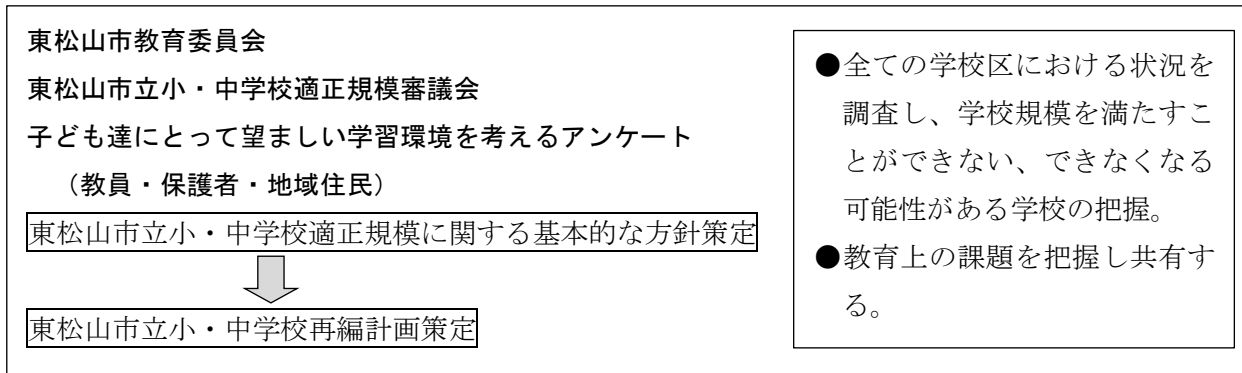 東松山市教育委員会
東松山市立小・中学校適正規模審議会
子ども達にとって望ましい学習環境を考えるアンケート
（教員・保護者・地域住民）
東松山市立小・中学校適正規模に関する基本的な方針策定
東松山市立小・中学校再編計画策定
●全ての学校区における状況を
調査し、学校規模を満たすこ
とができない、できなくなる
可能性がある学校の把握。
●教育上の課題を把握し共有す
る。